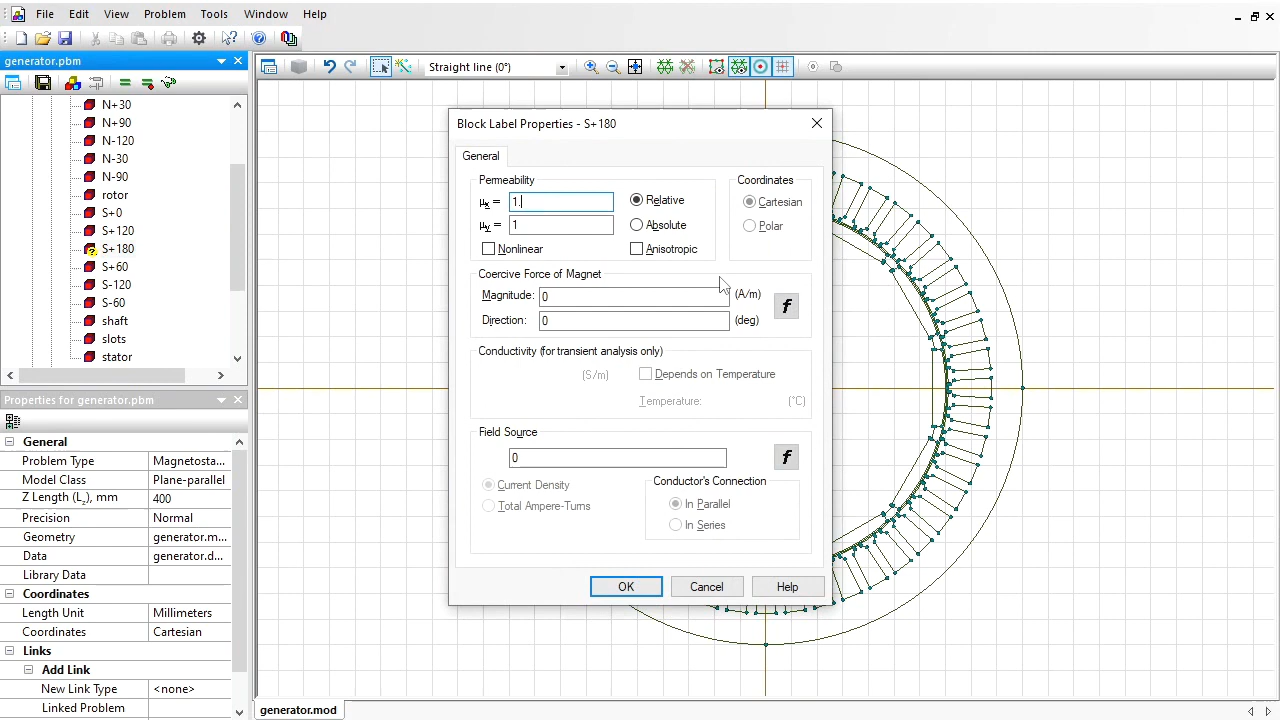 File Edit View Problem Tools Window Help
generator.pbm
Straight line (0°)
N+30
N+90
N-120
N-30
N-90
rotor
S+0
S+120
S+180
S+60
S-120
S-60
shaft
slots
stator
Properties for generator.pbm
General
Problem Type Magnetosta...
Model Class Plane-parallel
Z Length (Lz), mm 400
Precision Normal
Geometry generator.m...
Data generator.d...
Library Data
Coordinates
Length Unit Millimeters
Coordinates Cartesian
Links
Add Link
New Link Type <none>
Linked Problem
Block Label Properties - S+180
General
Permeability
μx = 1.
μx = 1
Relative
Absolute
Nonlinear
Anisotropic
Coordinates
Cartesian
Polar
Coercive Force of Magnet
Magnitude: 0 (A/m)
Direction: 0 (deg)
f
Conductivity (for transient analysis only)
(S/m)
Depends on Temperature
Temperature: (°C)
Field Source
0
f
Current Density
Total Ampere-Turns
Conductor's Connection
In Parallel
In Series
OK Cancel Help
generator.mod